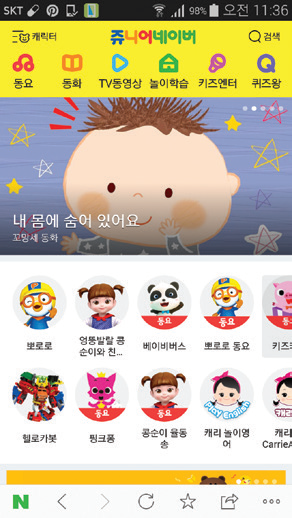 SKT 98% 오전 11:36
캐릭터 쥬니어네이버 검색
동요 동화 TV동영상 놀이학습 키즈엔터 퀴즈왕
내 몸에 숨어 있어요
꼬망세 동화
동요 동요
뽀로로 엉뚱발랄 콩순이와 친... 베이비버스 뽀로로 동요 키즈
동요 동요 Play English
헬로카봇 핑크퐁 콩순이 율동송 캐리 놀이영어 캐리 CarrieA
N